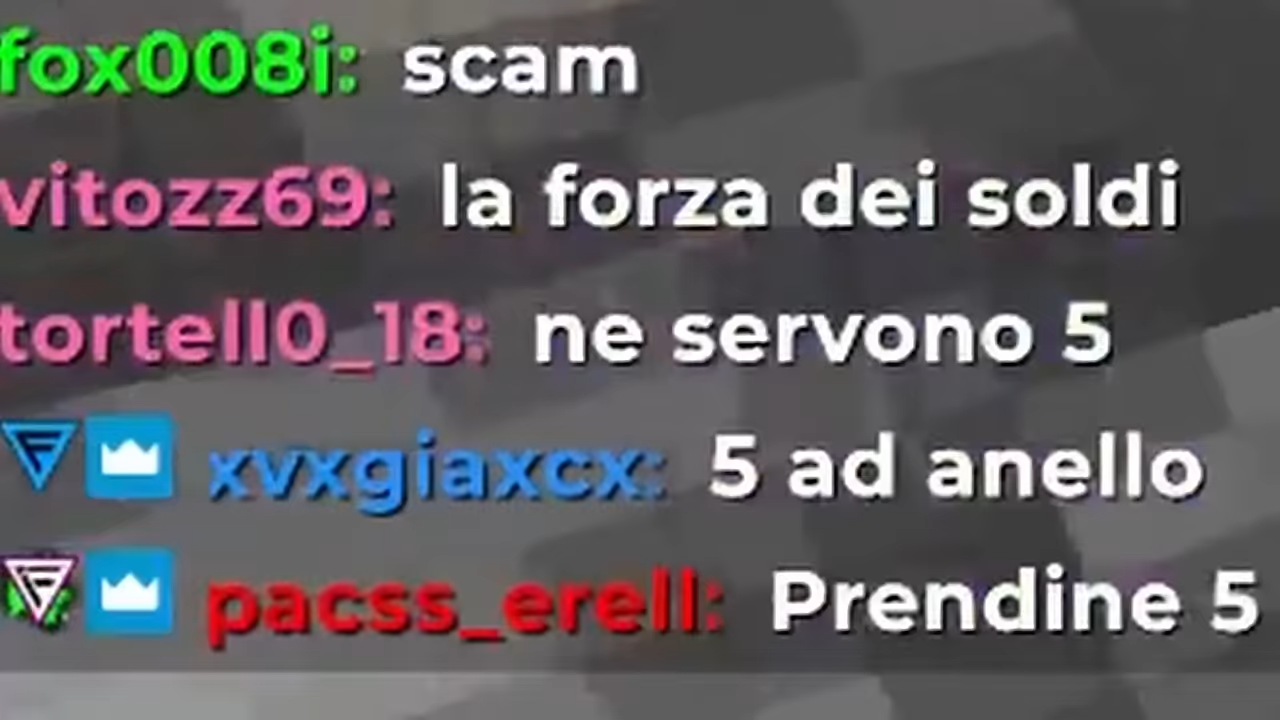 fox008i: scam
vitozz69: la forza dei soldi
tortell0_18: ne servono 5
xvxgiaxcx: 5 ad anello
pacss_erell: Prendine 5